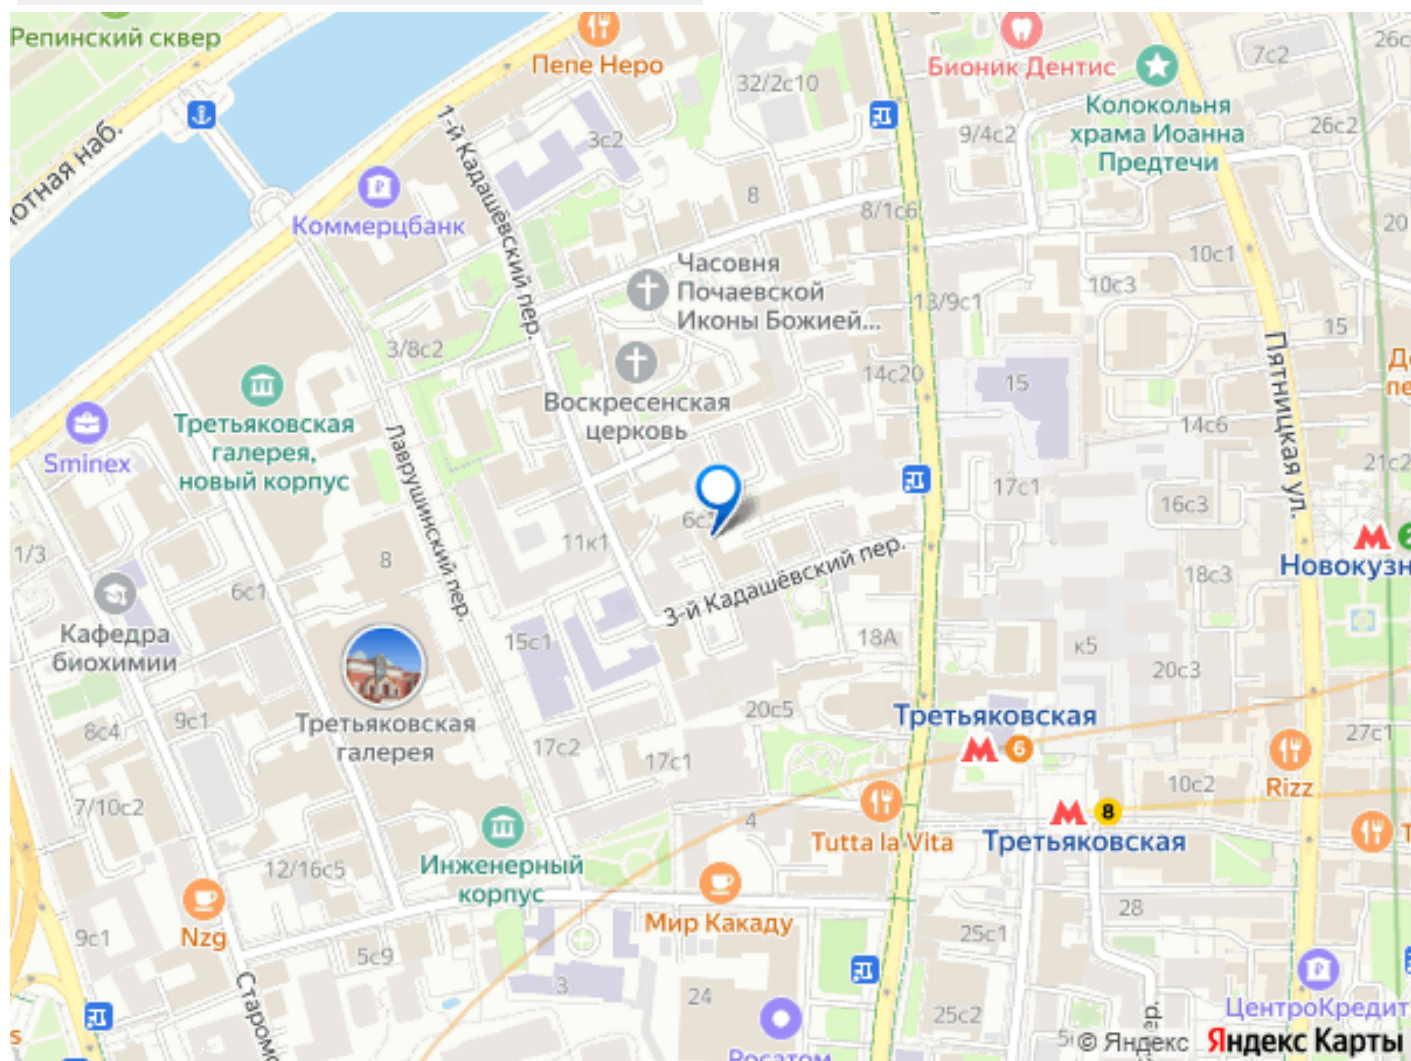 Репинский сквер
Пепе Неро
32/2с10
Бионик Дентис
7с2
26с2
Колокольня
храма Иоанна
Предтечи
9/4с2
3с2
1-й Кадашёвский пер.
Коммерцбанк
8
8/1с6
20
10с1
10с3
Часовня
Почаевской
Иконы Божией...
13/9с1
15
Пятницкая ул.
3/8с2
14с20
15
Воскресенская
церковь
Третьяковская
галерея,
новый корпус
Sminex
Лаврушинский пер.
14с6
21с2
17с1
16с3
11к1
3-й Кадашёвский пер.
1/3
8
6с1
18с3
Кафедра
биохимии
15с1
18А
к5
20с3
Третьяковская
галерея
8с4
9с1
20с5
Третьяковская
6
17с2
17с1
27с1
Rizz
10с2
7/10с2
4
8
Tutta la Vita
Третьяковская
Инженерный
корпус
12/16с5
Мир Какаду
28
Nzg
9с1
5с9
25с1
3
24
25с2
ЦентроКредит
Росатом
© Яндекс Яндекс Карты